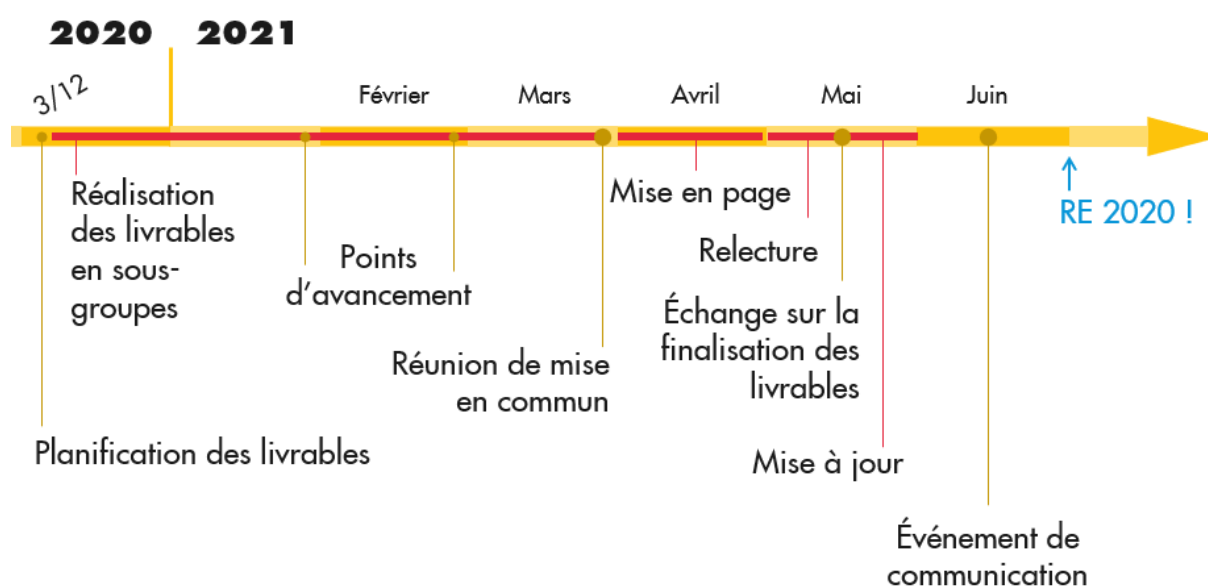 2020 2021
3/12
Février Mars Avril Mai Juin
Réalisation
des livrables
en sous-
groupes
Points
d’avancement
Mise en page
RE 2020 !
Relecture
Réunion de mise
en commun
Échange sur la
finalisation des
livrables
Planification des livrables
Mise à jour
Événement de
communication